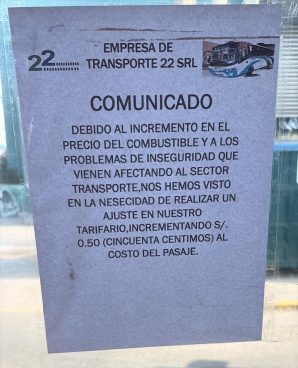 22
EMPRESA DE
TRANSPORTE 22 SRL
COMUNICADO
DEBIDO AL INCREMENTO EN EL
PRECIO DEL COMBUSTIBLE Y A LOS
PROBLEMAS DE INSEGURIDAD QUE
VIENEN AFECTANDO AL SECTOR
TRANSPORTE,NOS HEMOS VISTO
EN LA NESECIDAD DE REALIZAR UN
AJUSTE EN NUESTRO
TARIFARIO,INCREMENTANDO S/.
0.50 (CINCUENTA CENTIMOS) AL
COSTO DEL PASAJE.